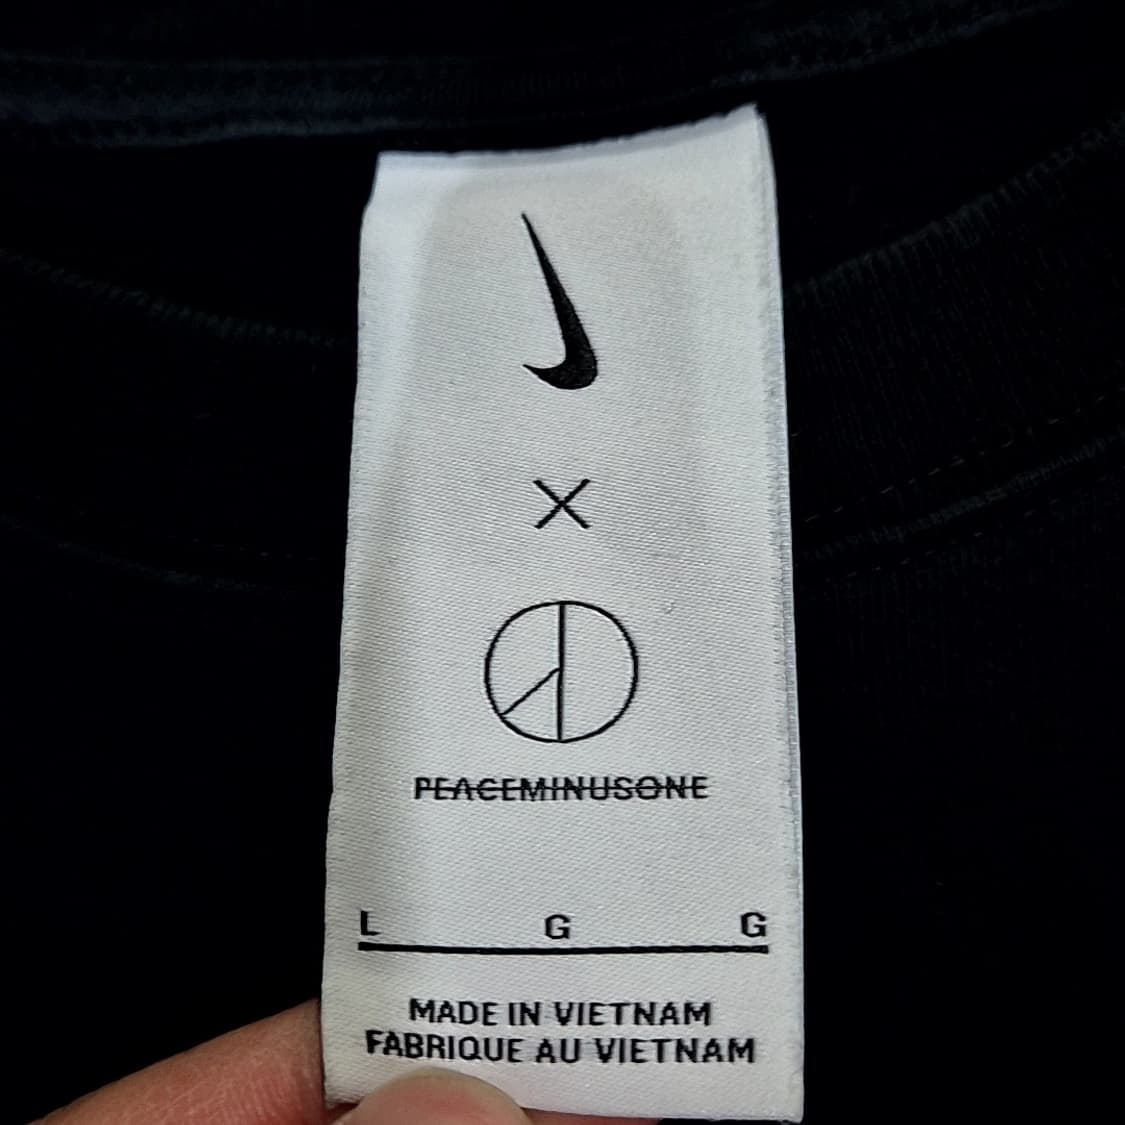 X
PEACEMINUSONE
L G G
MADE IN VIETNAM
FABRIQUE AU VIETNAM